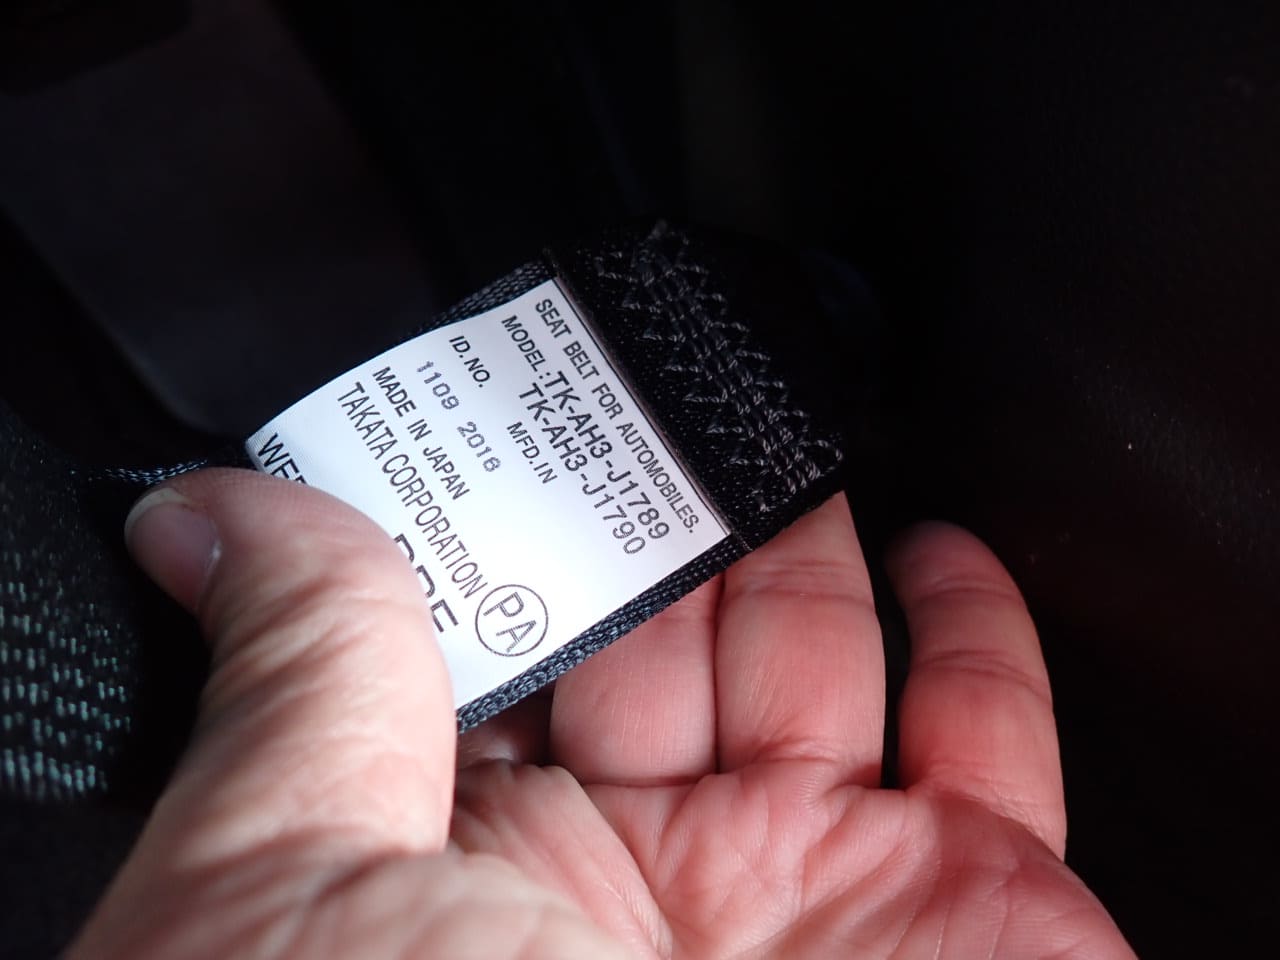 SEAT BELT FOR AUTOMOBILES.
MODEL: TK-AH3-J1789
TK-AH3-J1790
ID. NO. MFD. IN
1109 2016
MADE IN JAPAN
TAKATA CORPORATION PA